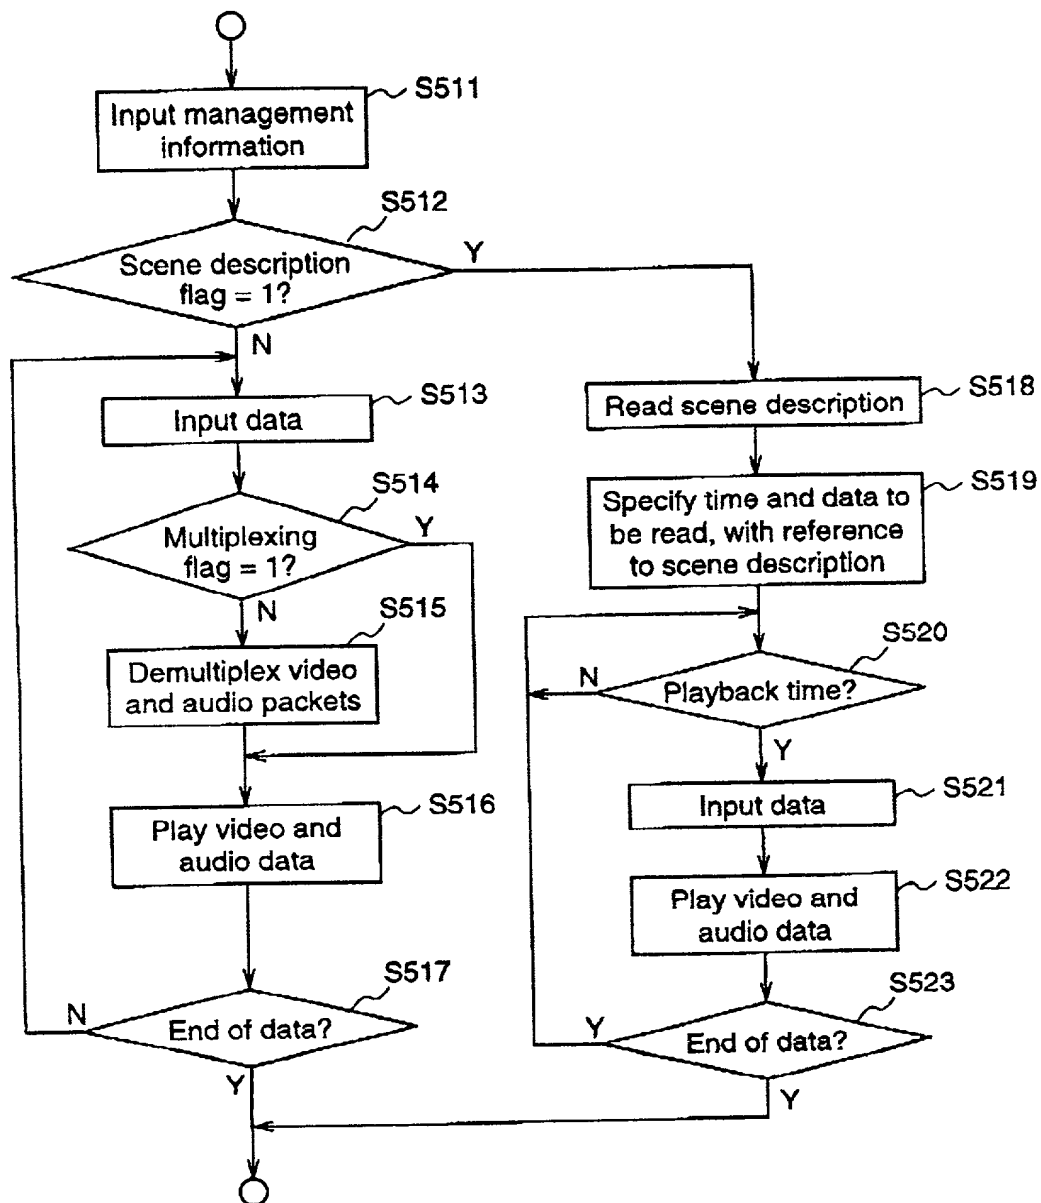 S511
Input management
information
S512
Scene description
flag = 1?
Y
N
S513
Input data
S514
Multiplexing
flag = 1?
Y
N
S515
Demultiplex video
and audio packets
S516
Play video and
audio data
S517
End of data?
N
Y
S518
Read scene description
S519
Specify time and data to
be read, with reference
to scene description
S520
Playback time?
N
Y
S521
Input data
S522
Play video and
audio data
S523
End of data?
Y
Y